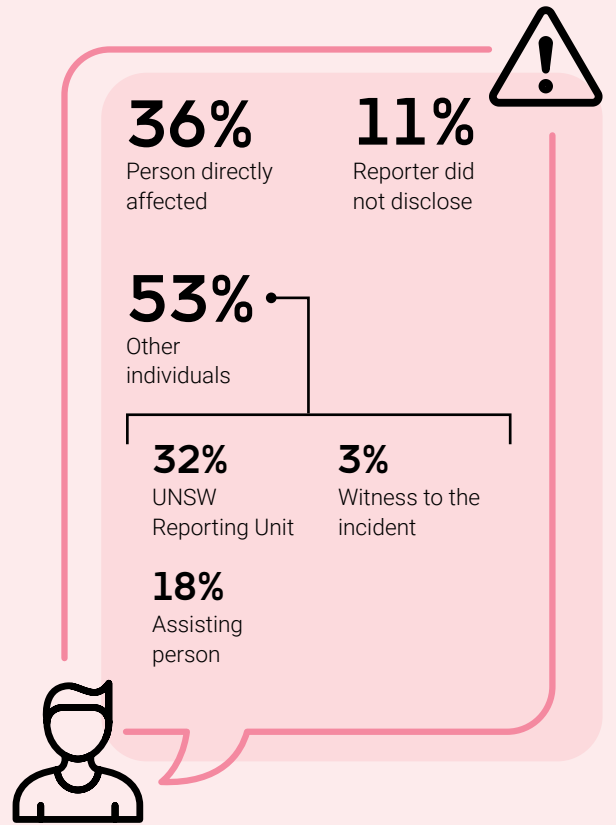 36%
Person directly
affected
11%
Reporter did
not disclose
53%
Other
individuals
32%
UNSW
Reporting Unit
3%
Witness to the
incident
18%
Assisting
person